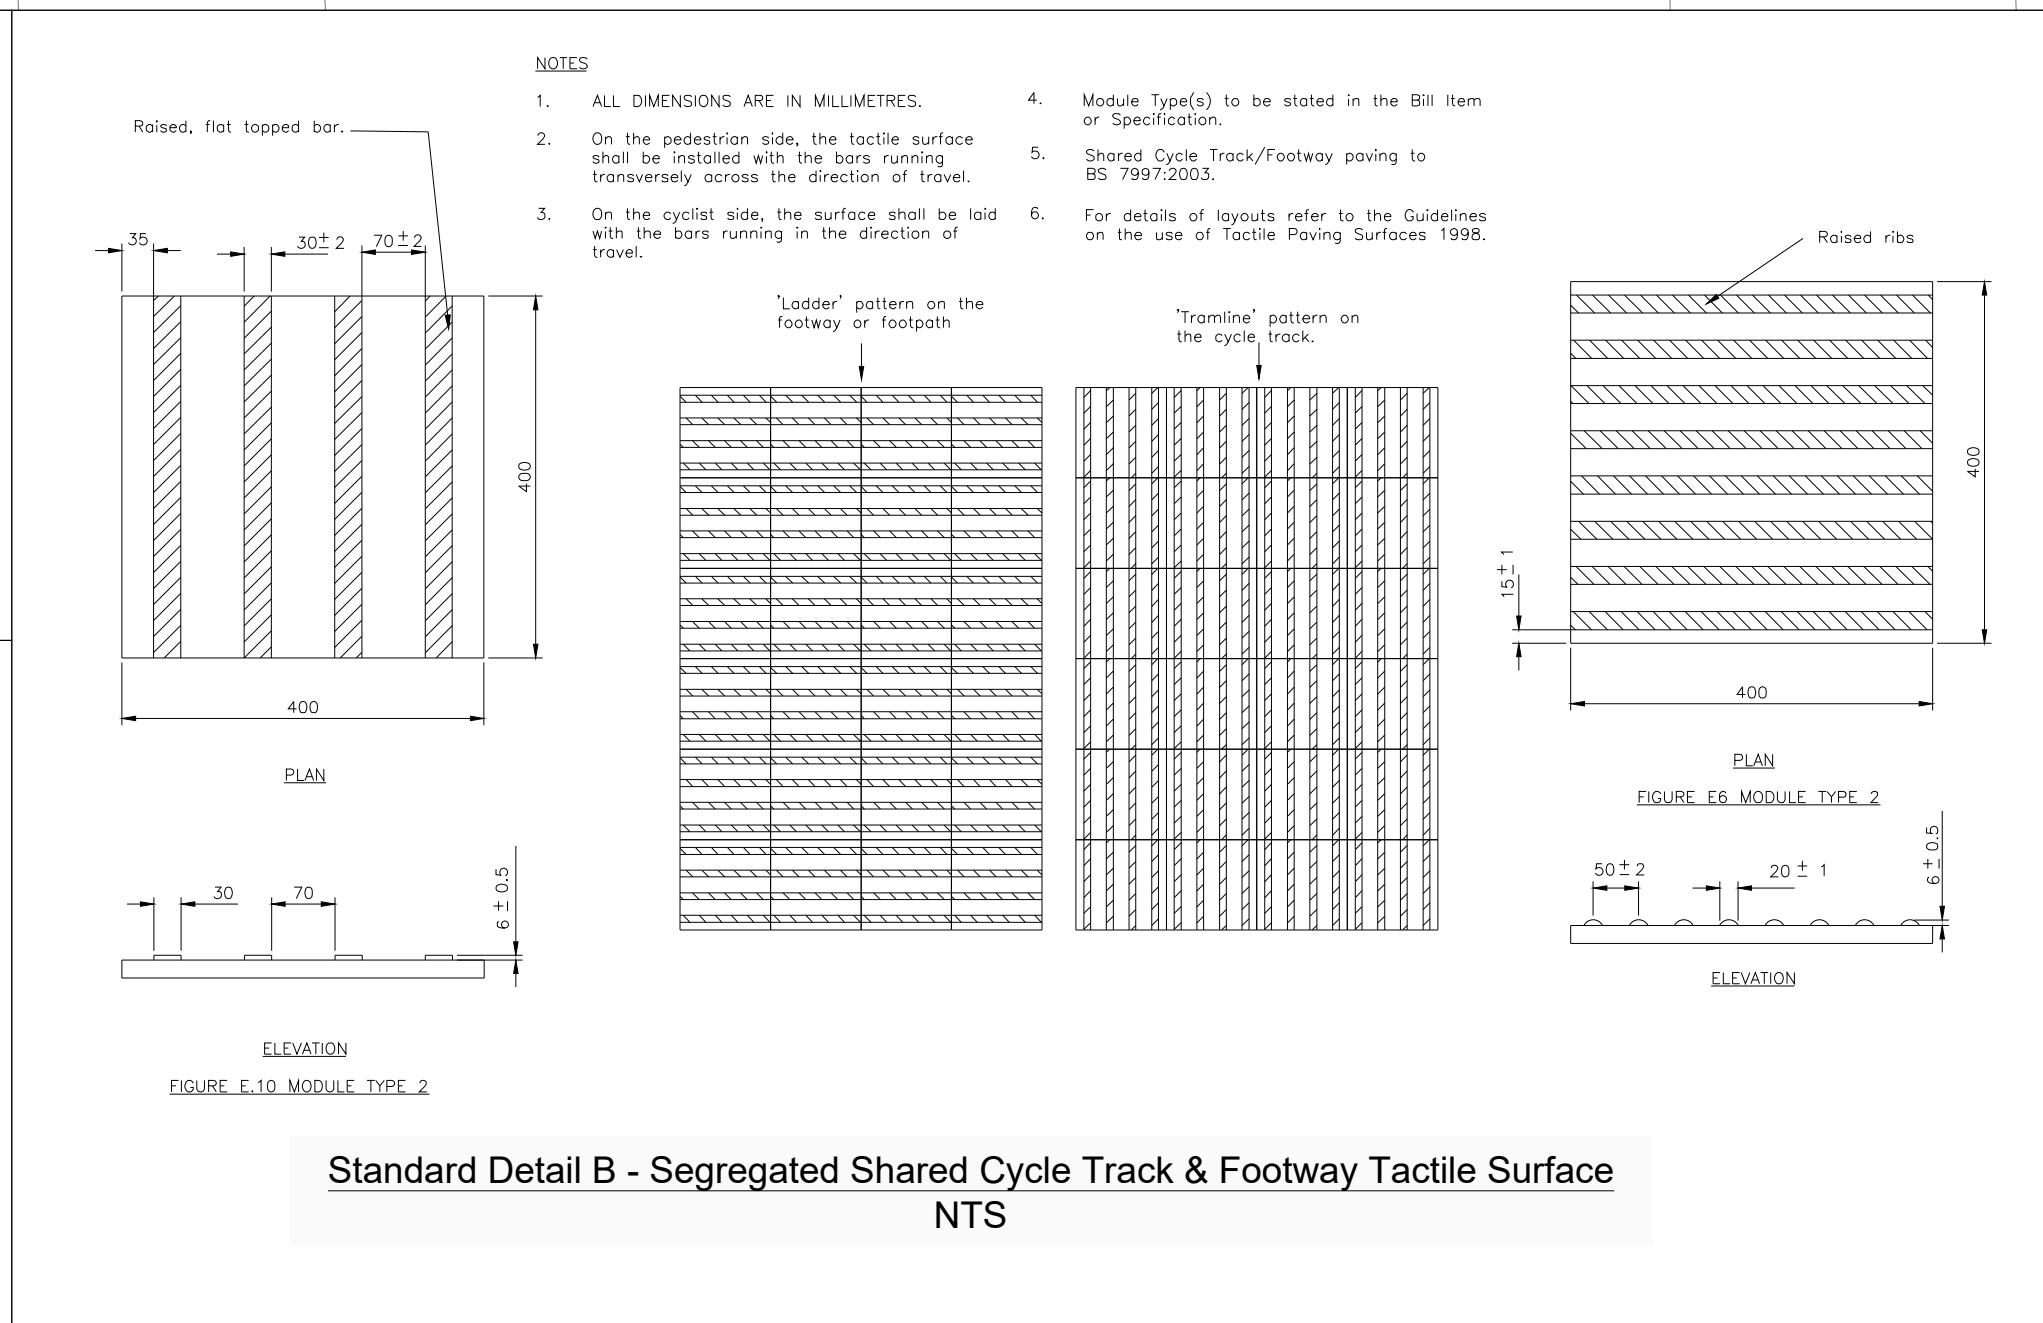 NOTES
1. ALL DIMENSIONS ARE IN MILLIMETRES.
2. On the pedestrian side, the tactile surface
shall be installed with the bars running
transversely across the direction of travel.
3. On the cyclist side, the surface shall be laid
with the bars running in the direction of
travel.
4. Module Type(s) to be stated in the Bill Item
or Specification.
5. Shared Cycle Track/Footway paving to
BS 7997:2003.
6. For details of layouts refer to the Guidelines
on the use of Tactile Paving Surfaces 1998.
Raised, flat topped bar.
35
30±2
70±2
400
400
PLAN
30
70
6±0.5
ELEVATION
FIGURE E.10 MODULE TYPE 2
'Ladder' pattern on the
footway or footpath
'Tramline' pattern on
the cycle track.
Raised ribs
400
15±1
400
PLAN
FIGURE E6 MODULE TYPE 2
50±2
20±1
6±0.5
ELEVATION
Standard Detail B - Segregated Shared Cycle Track & Footway Tactile Surface
NTS